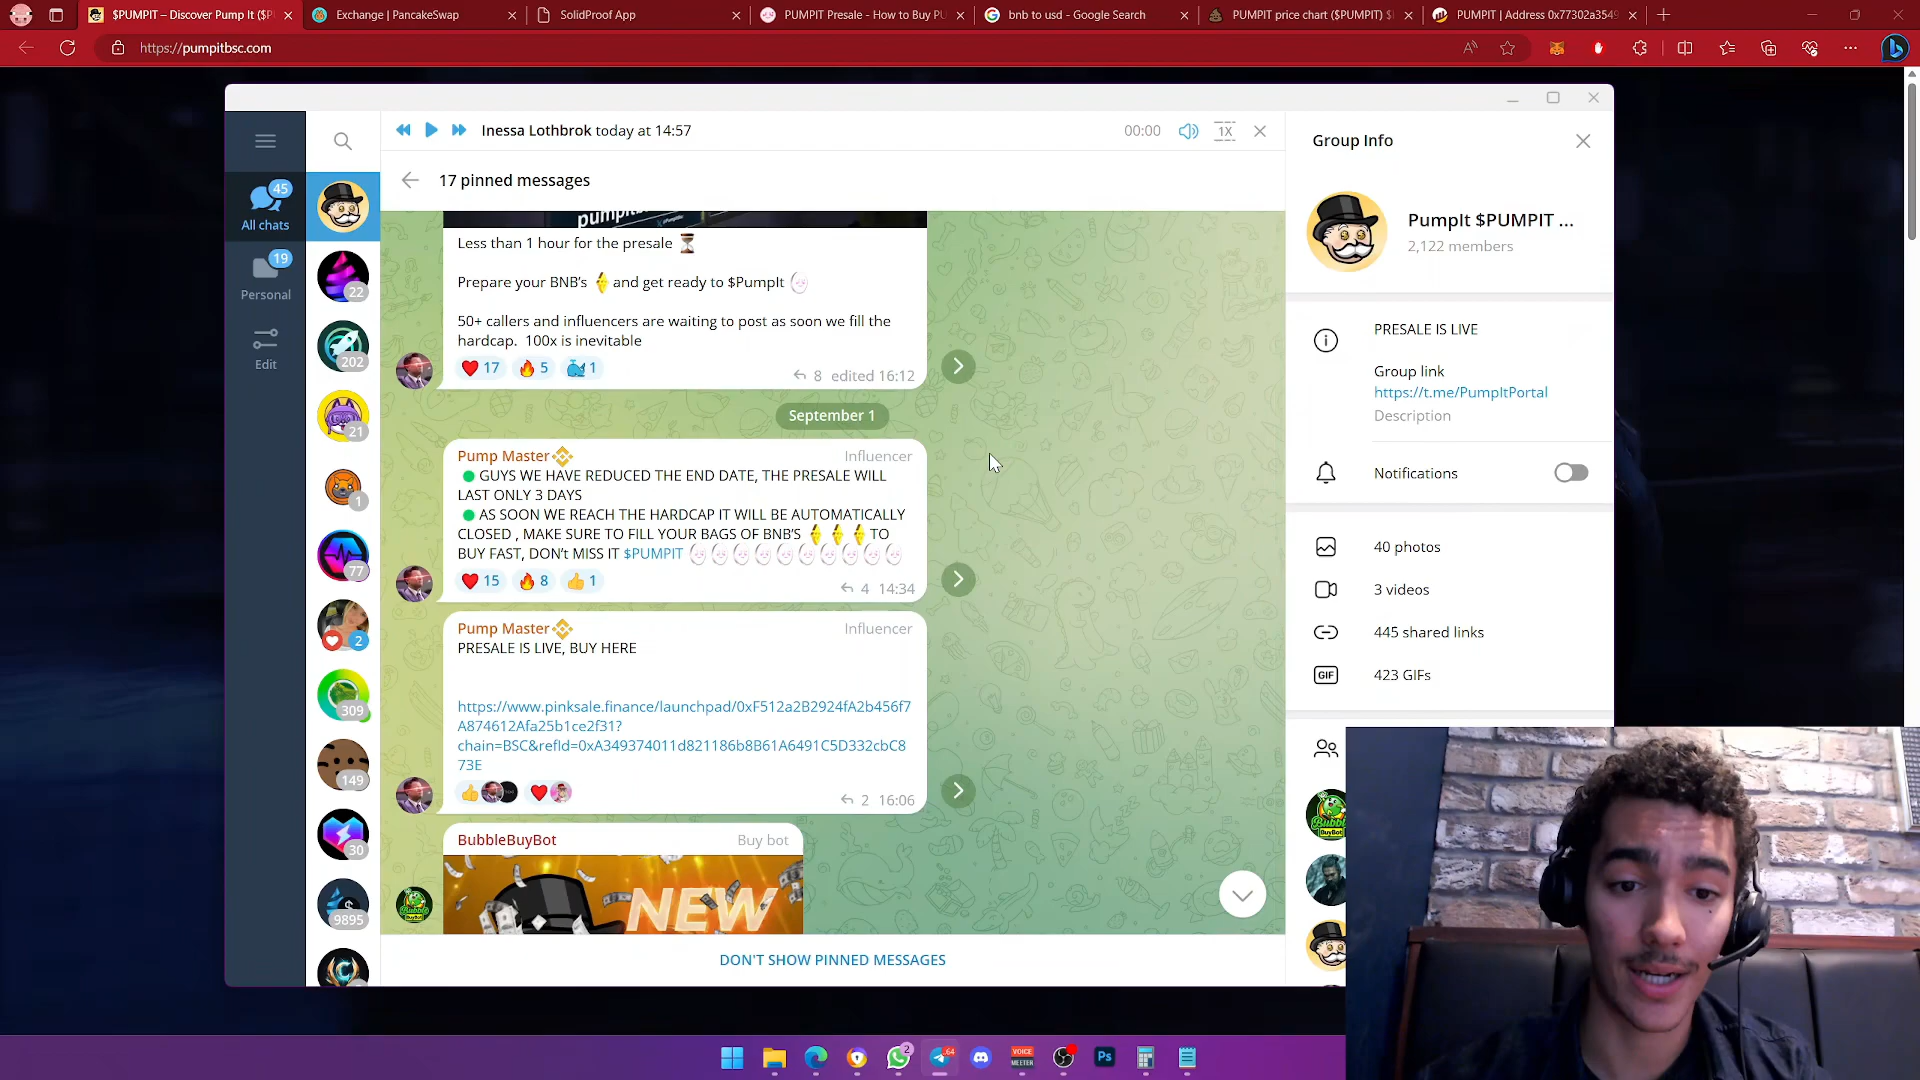 $PUMPIT – Discover Pump It ($P
Exchange | PancakeSwap
SolidProof App
PUMPIT Presale - How to Buy PU
bnb to usd - Google Search
PUMPIT price chart ($PUMPIT) $
PUMPIT | Address 0x77302a3549
https://pumpitbsc.com
Inessa Lothbrok today at 14:57
00:00
1X
Group Info
17 pinned messages
45
All chats
19
Personal
Edit
22
202
21
1
77
2
309
149
30
9895
Less than 1 hour for the presale
Prepare your BNB's and get ready to $PumpIt
50+ callers and influencers are waiting to post as soon we fill the
hardcap. 100x is inevitable
17 5 1
8 edited 16:12
September 1
Pump Master Influencer
GUYS WE HAVE REDUCED THE END DATE, THE PRESALE WILL
LAST ONLY 3 DAYS
AS SOON WE REACH THE HARDCAP IT WILL BE AUTOMATICALLY
CLOSED , MAKE SURE TO FILL YOUR BAGS OF BNB'S TO
BUY FAST, DON't MISS IT $PUMPIT
15 8 1
4 14:34
Pump Master Influencer
PRESALE IS LIVE, BUY HERE
https://www.pinksale.finance/launchpad/0xF512a2B2924fA2b456f7
A874612Afa25b1ce2f31?
chain=BSC&refId=0xA349374011d821186b8B61A6491C5D332cbC8
73E
2 16:06
BubbleBuyBot Buy bot
NEW
DON'T SHOW PINNED MESSAGES
PumpIt $PUMPIT ...
2,122 members
PRESALE IS LIVE
Group link
https://t.me/PumpItPortal
Description
Notifications
40 photos
3 videos
445 shared links
GIF
423 GIFs
2
64
VOICE
MEETER
Ps